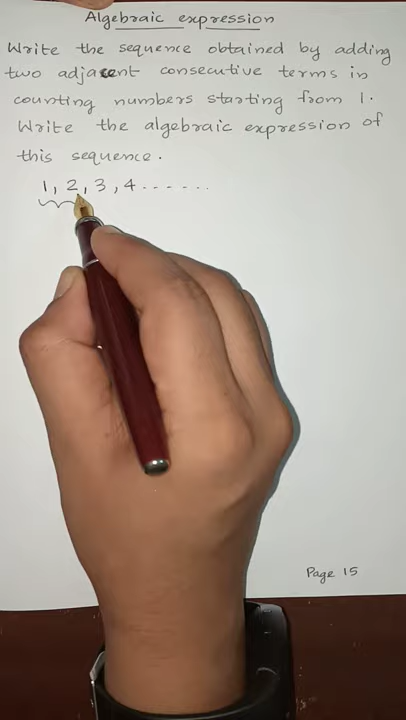 Algebraic expression
Write the sequence obtained by adding
two adjacent consecutive terms in
counting numbers starting from 1.
Write the algebraic expression of
this sequence.
1, 2, 3, 4 . . . . . .
Page 15